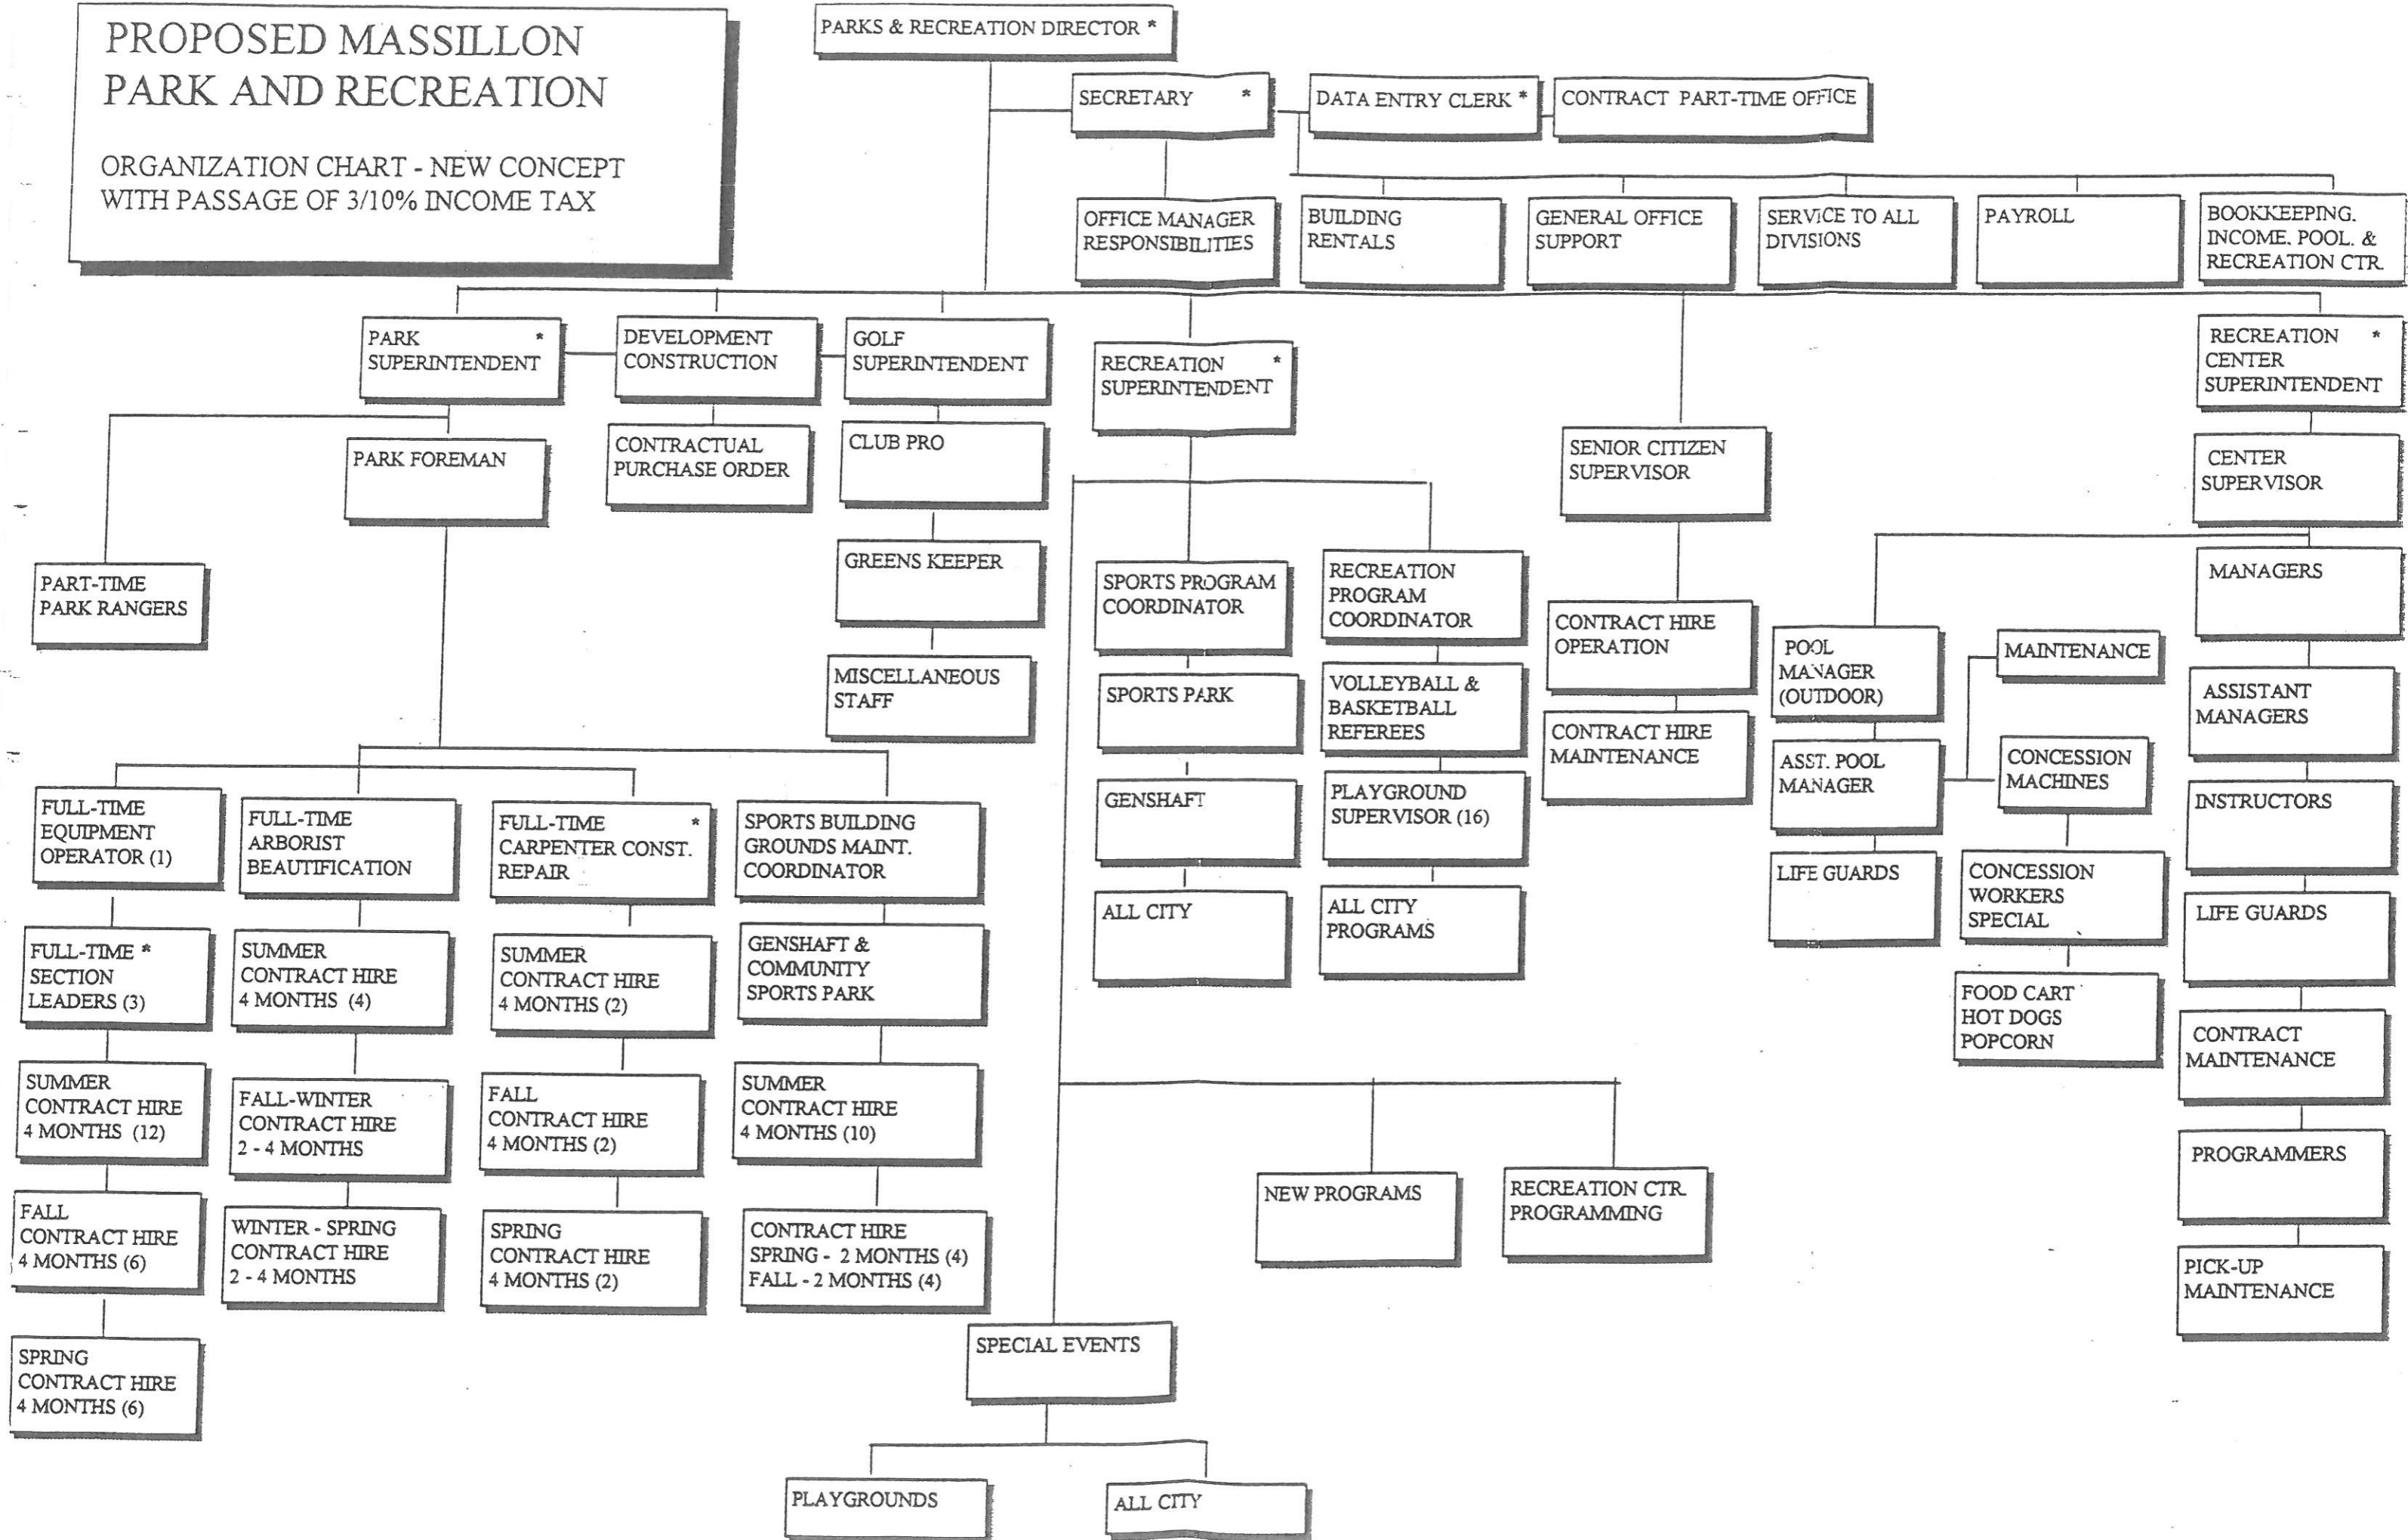 PROPOSED MASSILLON
PARK AND RECREATION
ORGANIZATION CHART - NEW CONCEPT
WITH PASSAGE OF 3/10% INCOME TAX
PARKS & RECREATION DIRECTOR *
SECRETARY *
DATA ENTRY CLERK *
CONTRACT PART-TIME OFFICE
OFFICE MANAGER
RESPONSIBILITIES
BUILDING
RENTALS
GENERAL OFFICE
SUPPORT
SERVICE TO ALL
DIVISIONS
PAYROLL
BOOKKEEPING.
INCOME. POOL. &
RECREATION CTR.
PARK *
SUPERINTENDENT
DEVELOPMENT
CONSTRUCTION
GOLF
SUPERINTENDENT
RECREATION *
SUPERINTENDENT
SENIOR CITIZEN
SUPERVISOR
RECREATION *
CENTER
SUPERINTENDENT
PARK FOREMAN
CONTRACTUAL
PURCHASE ORDER
CLUB PRO
CENTER
SUPERVISOR
PART-TIME
PARK RANGERS
GREENS KEEPER
MISCELLANEOUS
STAFF
SPORTS PROGRAM
COORDINATOR
SPORTS PARK
GENSHAFT
ALL CITY
RECREATION
PROGRAM
COORDINATOR
VOLLEYBALL &
BASKETBALL
REFEREES
PLAYGROUND
SUPERVISOR (16)
ALL CITY
PROGRAMS
CONTRACT HIRE
OPERATION
CONTRACT HIRE
MAINTENANCE
POOL
MANAGER
(OUTDOOR)
ASST. POOL
MANAGER
LIFE GUARDS
MAINTENANCE
CONCESSION
MACHINES
CONCESSION
WORKERS
SPECIAL
FOOD CART
HOT DOGS
POPCORN
MANAGERS
ASSISTANT
MANAGERS
INSTRUCTORS
LIFE GUARDS
CONTRACT
MAINTENANCE
PROGRAMMERS
PICK-UP
MAINTENANCE
FULL-TIME
EQUIPMENT
OPERATOR (1)
FULL-TIME *
SECTION
LEADERS (3)
SUMMER
CONTRACT HIRE
4 MONTHS (12)
FALL
CONTRACT HIRE
4 MONTHS (6)
SPRING
CONTRACT HIRE
4 MONTHS (6)
FULL-TIME
ARBORIST
BEAUTIFICATION
SUMMER
CONTRACT HIRE
4 MONTHS (4)
FALL-WINTER
CONTRACT HIRE
2 - 4 MONTHS
WINTER - SPRING
CONTRACT HIRE
2 - 4 MONTHS
FULL-TIME *
CARPENTER CONST.
REPAIR
SUMMER
CONTRACT HIRE
4 MONTHS (2)
FALL
CONTRACT HIRE
4 MONTHS (2)
SPRING
CONTRACT HIRE
4 MONTHS (2)
SPORTS BUILDING
GROUNDS MAINT.
COORDINATOR
GENSHAFT &
COMMUNITY
SPORTS PARK
SUMMER
CONTRACT HIRE
4 MONTHS (10)
CONTRACT HIRE
SPRING - 2 MONTHS (4)
FALL - 2 MONTHS (4)
NEW PROGRAMS
RECREATION CTR.
PROGRAMMING
SPECIAL EVENTS
PLAYGROUNDS
ALL CITY